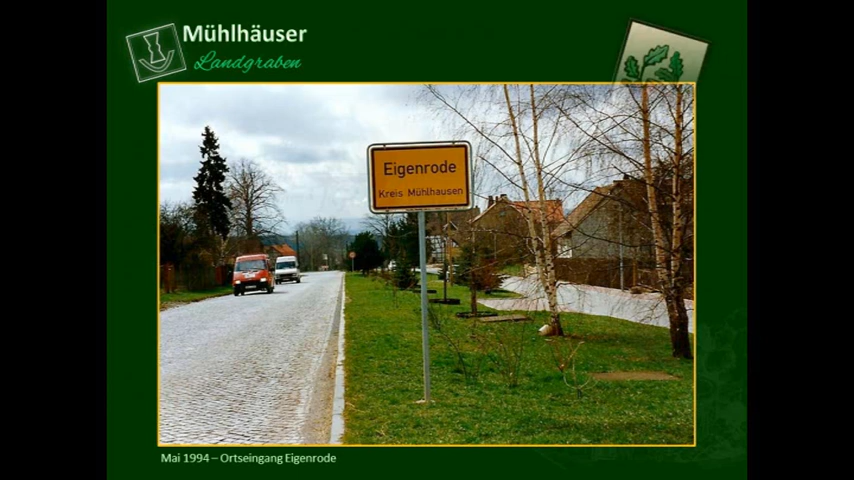 Mühlhäuser
Landgraben
Eigenrode
Kreis Mühlhausen
Mai 1994 – Ortseingang Eigenrode